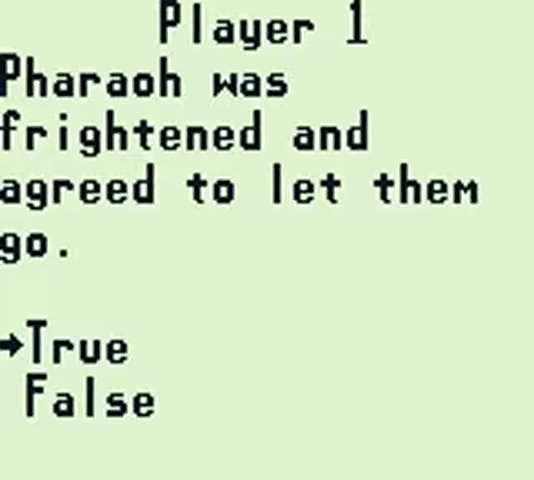 Player 1
Pharaoh was
frightened and
agreed to let them
go.
→True
False